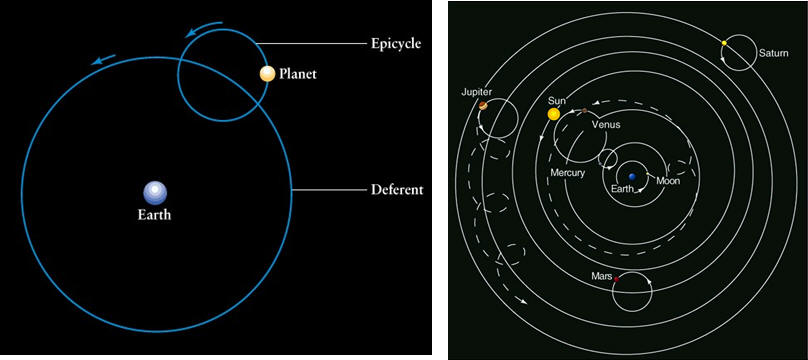 Epicycle
Planet
Earth
Deferent
Saturn
Jupiter
Sun
Venus
Mercury
Moon
Earth
Mars